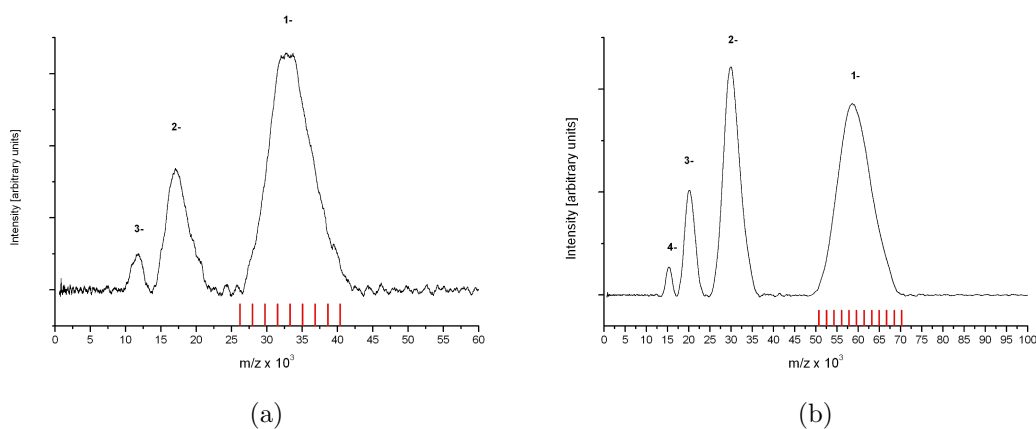 1-
2-
3-
Intensity [arbitrary units]
0 5 10 15 20 25 30 35 40 45 50 55 60
m/z x 10³
(a)
2-
1-
3-
4-
Intensity [arbitrary units]
0 5 10 15 20 25 30 35 40 45 50 55 60 65 70 75 80 85 90 95 100
m/z x 10³
(b)